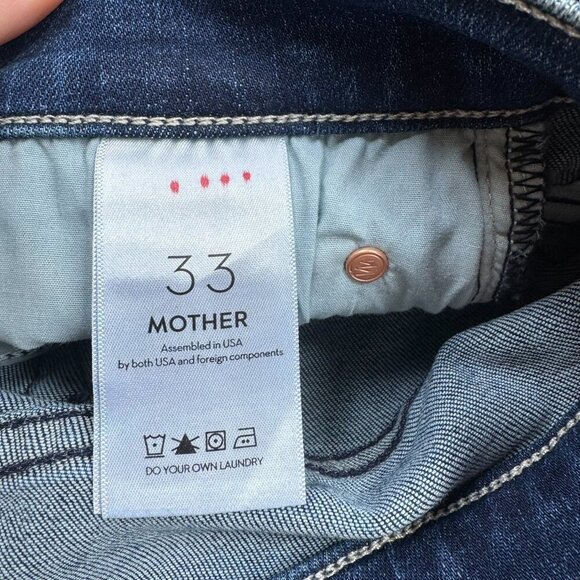 33
MOTHER
Assembled in USA
by both USA and foreign components
DO YOUR OWN LAUNDRY